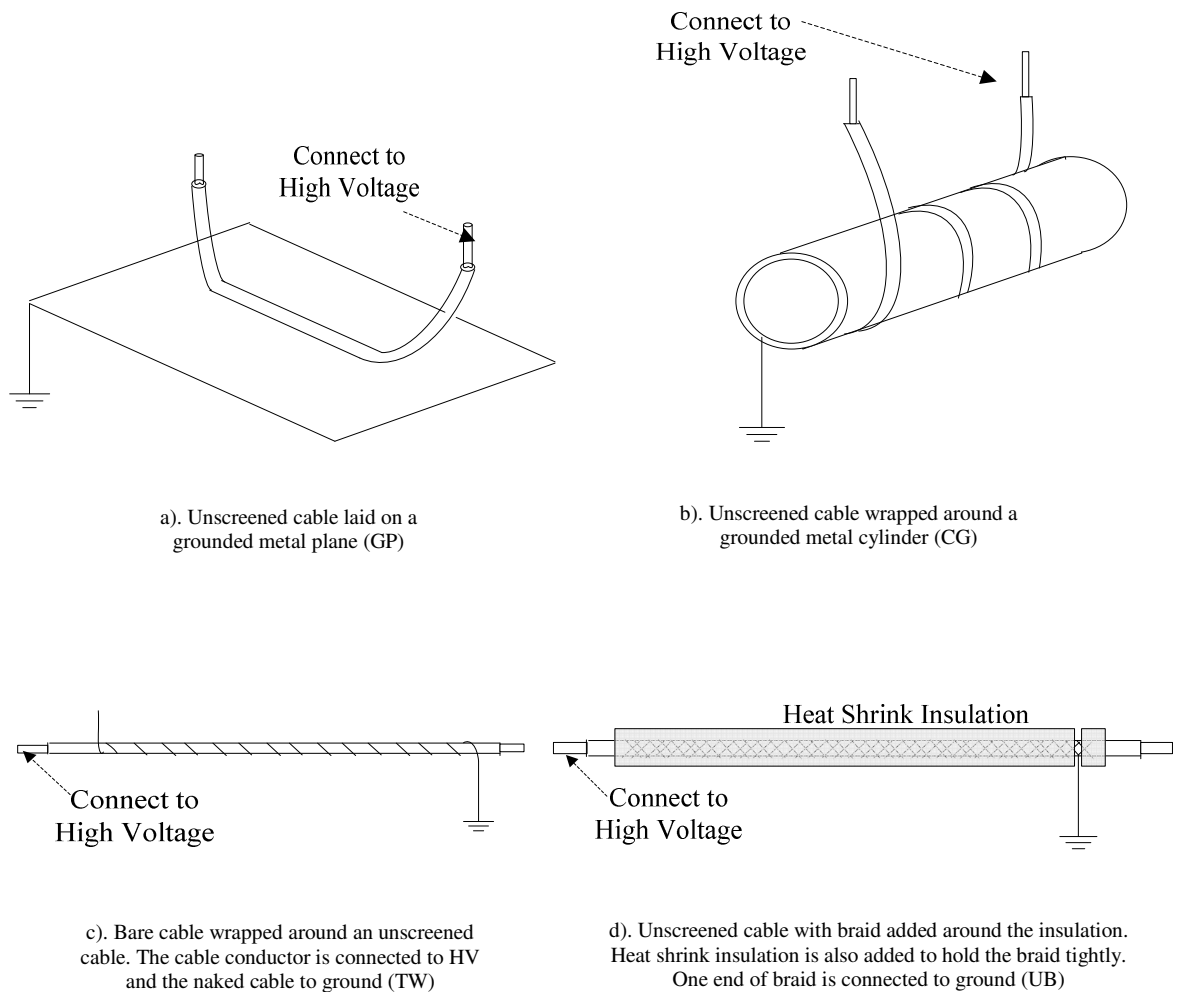 Connect to
High Voltage
Connect to
High Voltage
a). Unscreened cable laid on a
grounded metal plane (GP)
b). Unscreened cable wrapped around a
grounded metal cylinder (CG)
Connect to
High Voltage
Heat Shrink Insulation
Connect to
High Voltage
c). Bare cable wrapped around an unscreened
cable. The cable conductor is connected to HV
and the naked cable to ground (TW)
d). Unscreened cable with braid added around the insulation.
Heat shrink insulation is also added to hold the braid tightly.
One end of braid is connected to ground (UB)